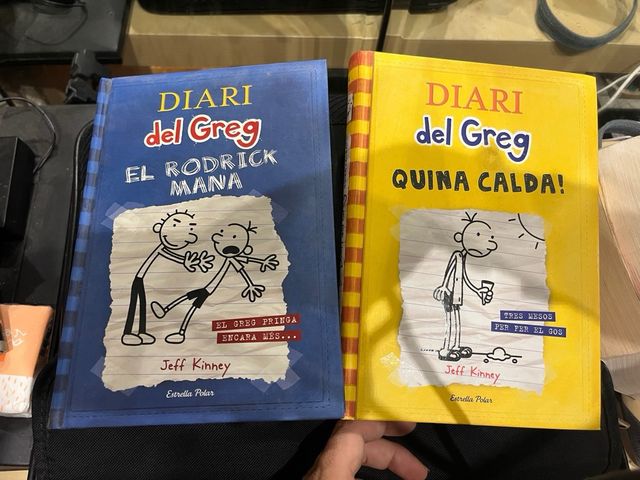 DIARI
del Greg
EL RODRICK
MANA
EL GREG PRINGA
ENCARA MÉS...
Jeff Kinney
Estrella Polar
DIARI
del Greg
QUINA CALDA!
TRES MESOS
PER FER EL GOS
Jeff Kinney
Estrella Polar